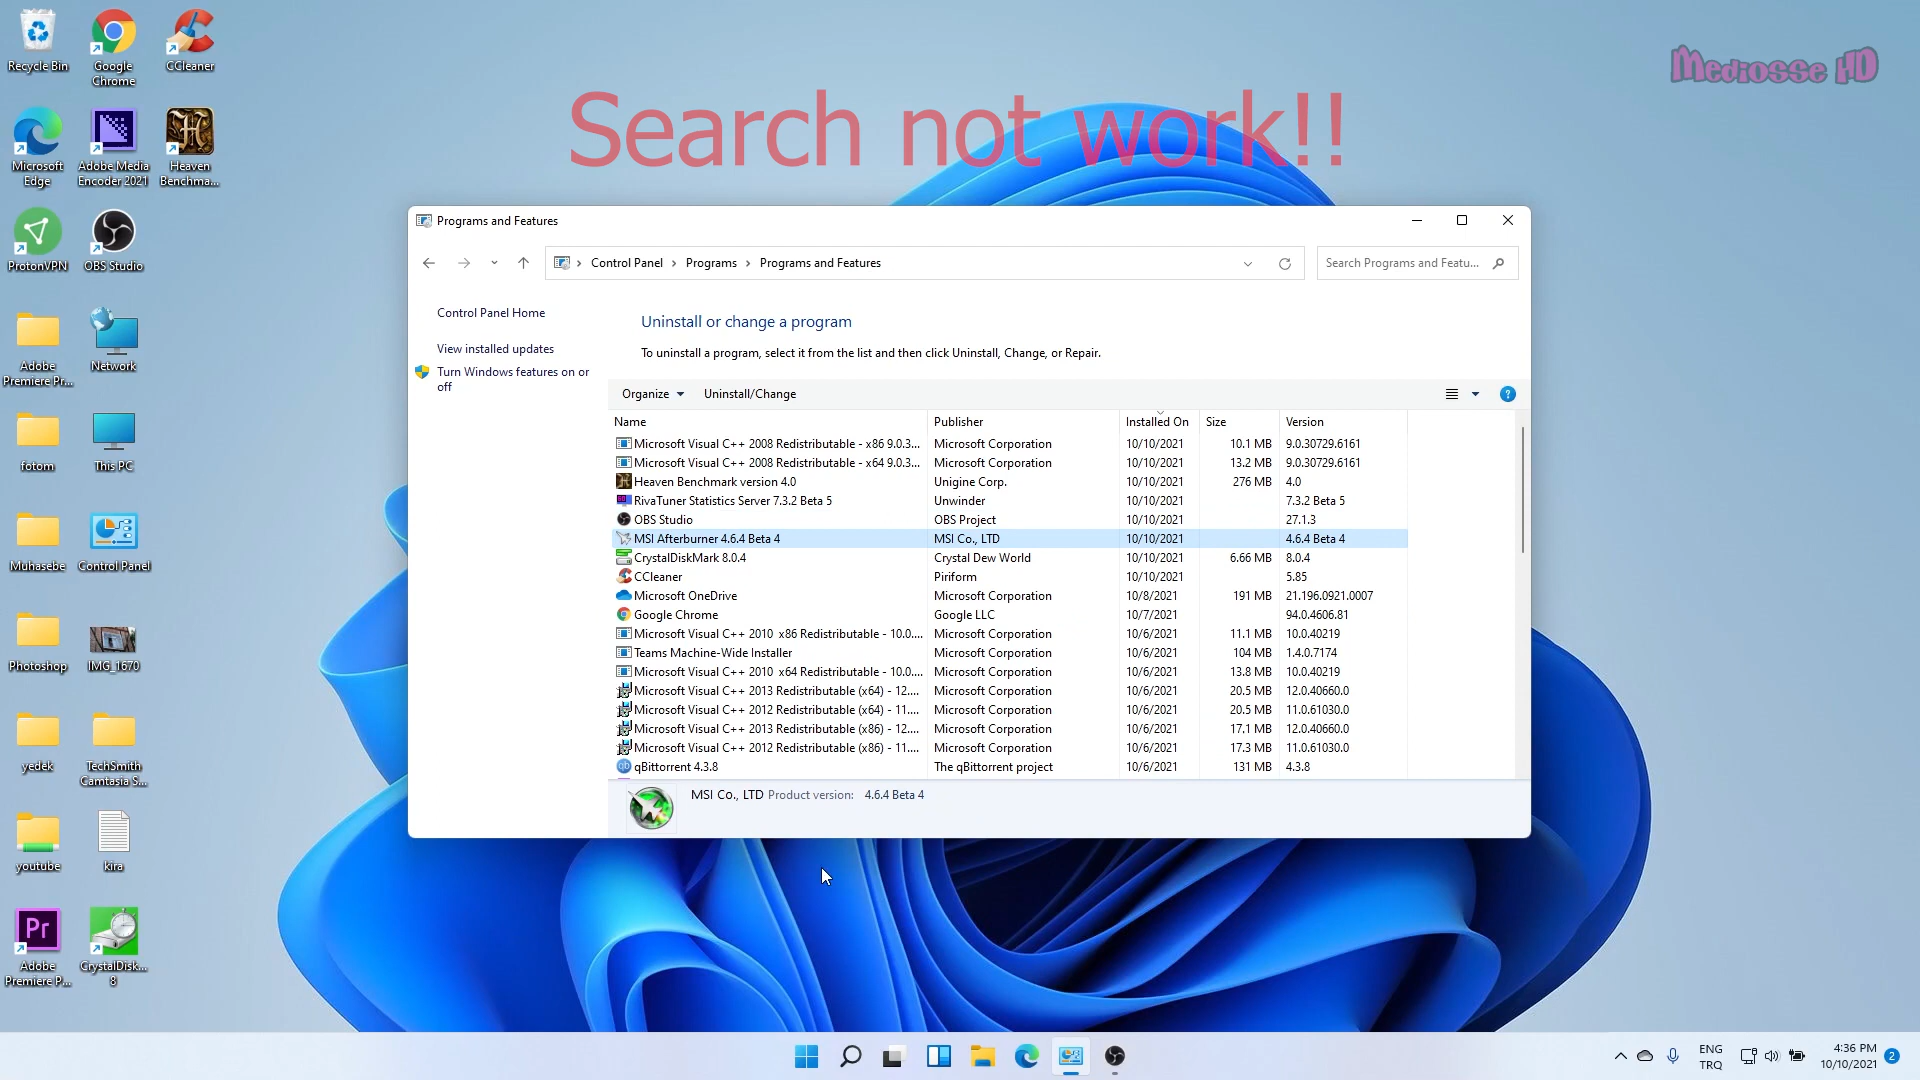 Recycle Bin
Google
Chrome
CCleaner
Microsoft
Edge
Adobe Media
Encoder 2021
Heaven
Benchma...
ProtonVPN
OBS Studio
Adobe
Premiere Pr...
Network
fotom
This PC
Muhasebe
Control Panel
Photoshop
IMG_1670
yedek
TechSmith
Camtasia S...
youtube
kira
Adobe
Premiere P...
CrystalDisk...
8
Mediosse HD
Search not work!!
Programs and Features
Control Panel > Programs > Programs and Features
Search Programs and Featu...
Control Panel Home
View installed updates
Turn Windows features on or
off
Uninstall or change a program
To uninstall a program, select it from the list and then click Uninstall, Change, or Repair.
Organize Uninstall/Change
Name Publisher Installed On Size Version
Microsoft Visual C++ 2008 Redistributable - x86 9.0.3... Microsoft Corporation 10/10/2021 10.1 MB 9.0.30729.6161
Microsoft Visual C++ 2008 Redistributable - x64 9.0.3... Microsoft Corporation 10/10/2021 13.2 MB 9.0.30729.6161
Heaven Benchmark version 4.0 Unigine Corp. 10/10/2021 276 MB 4.0
RivaTuner Statistics Server 7.3.2 Beta 5 Unwinder 10/10/2021 7.3.2 Beta 5
OBS Studio OBS Project 10/10/2021 27.1.3
MSI Afterburner 4.6.4 Beta 4 MSI Co., LTD 10/10/2021 4.6.4 Beta 4
CrystalDiskMark 8.0.4 Crystal Dew World 10/10/2021 6.66 MB 8.0.4
CCleaner Piriform 10/10/2021 5.85
Microsoft OneDrive Microsoft Corporation 10/8/2021 191 MB 21.196.0921.0007
Google Chrome Google LLC 10/7/2021 94.0.4606.81
Microsoft Visual C++ 2010 x86 Redistributable - 10.0.... Microsoft Corporation 10/6/2021 11.1 MB 10.0.40219
Teams Machine-Wide Installer Microsoft Corporation 10/6/2021 104 MB 1.4.0.7174
Microsoft Visual C++ 2010 x64 Redistributable - 10.0.... Microsoft Corporation 10/6/2021 13.8 MB 10.0.40219
Microsoft Visual C++ 2013 Redistributable (x64) - 12.... Microsoft Corporation 10/6/2021 20.5 MB 12.0.40660.0
Microsoft Visual C++ 2012 Redistributable (x64) - 11.... Microsoft Corporation 10/6/2021 20.5 MB 11.0.61030.0
Microsoft Visual C++ 2013 Redistributable (x86) - 12.... Microsoft Corporation 10/6/2021 17.1 MB 12.0.40660.0
Microsoft Visual C++ 2012 Redistributable (x86) - 11.... Microsoft Corporation 10/6/2021 17.3 MB 11.0.61030.0
qBittorrent 4.3.8 The qBittorrent project 10/6/2021 131 MB 4.3.8
MSI Co., LTD Product version: 4.6.4 Beta 4
ENG
TRQ
4:36 PM
10/10/2021
2